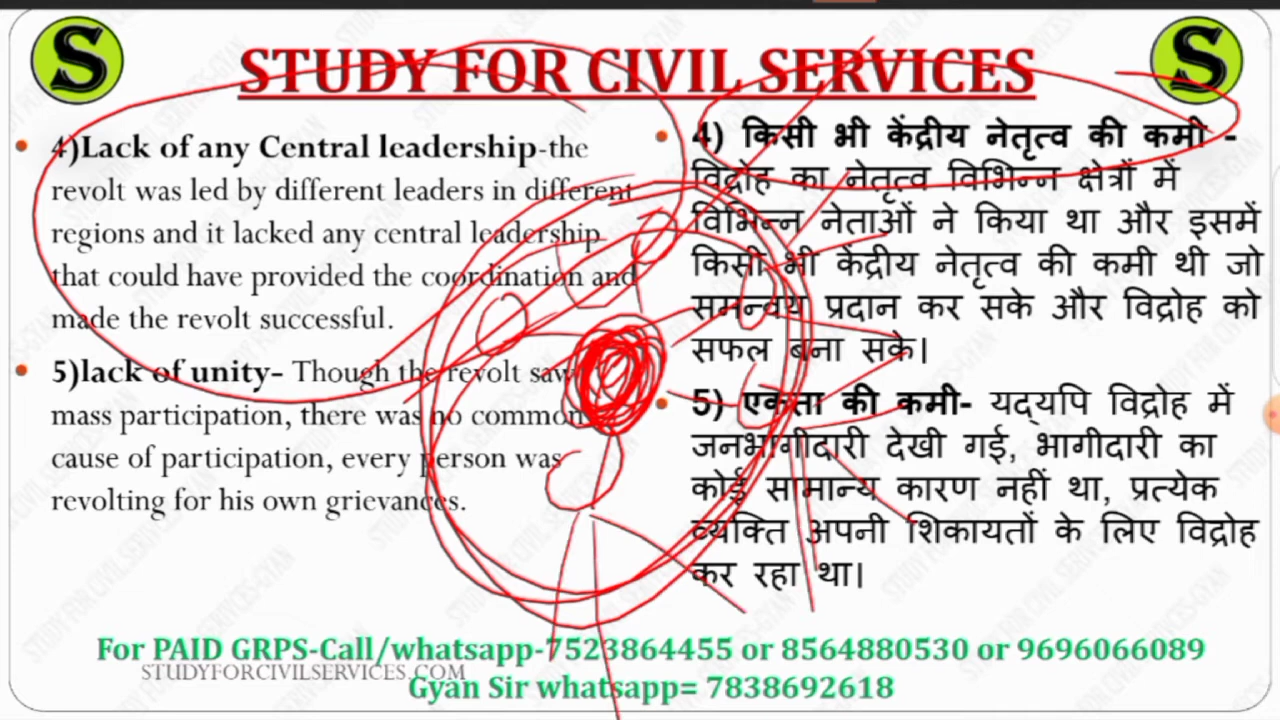 S
STUDY FOR CIVIL SERVICES
S
4)Lack of any Central leadership-the
revolt was led by different leaders in different
regions and it lacked any central leadership
that could have provided the coordination and
made the revolt successful.
5)lack of unity- Though the revolt saw
mass participation, there was no common
cause of participation, every person was
revolting for his own grievances.
4) किसी भी केंद्रीय नेतृत्व की कमी -
विद्रोह का नेतृत्व विभिन्न क्षेत्रों में
विभिन्न नेताओं ने किया था और इसमें
किसी भी केंद्रीय नेतृत्व की कमी थी जो
समन्वय प्रदान कर सके और विद्रोह को
सफल बना सके।
5) एकता की कमी- यद्यपि विद्रोह में
जनभागीदारी देखी गई, भागीदारी का
कोई सामान्य कारण नहीं था, प्रत्येक
व्यक्ति अपनी शिकायतों के लिए विद्रोह
कर रहा था।
For PAID GRPS-Call/whatsapp-7523864455 or 8564880530 or 9696066089
STUDYFORCIVILSERVICES.COM
Gyan Sir whatsapp= 7838692618